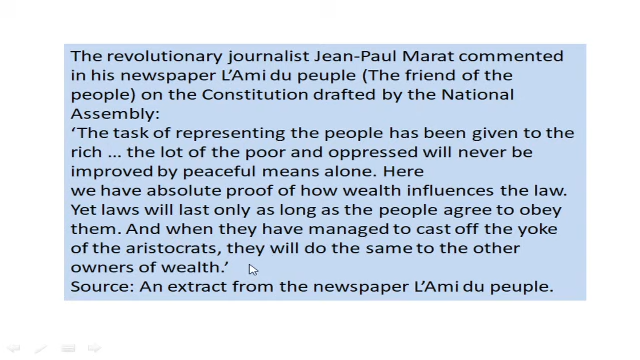 The revolutionary journalist Jean-Paul Marat commented
in his newspaper L’Ami du peuple (The friend of the
people) on the Constitution drafted by the National
Assembly:
‘The task of representing the people has been given to the
rich ... the lot of the poor and oppressed will never be
improved by peaceful means alone. Here
we have absolute proof of how wealth influences the law.
Yet laws will last only as long as the people agree to obey
them. And when they have managed to cast off the yoke
of the aristocrats, they will do the same to the other
owners of wealth.’
Source: An extract from the newspaper L’Ami du peuple.